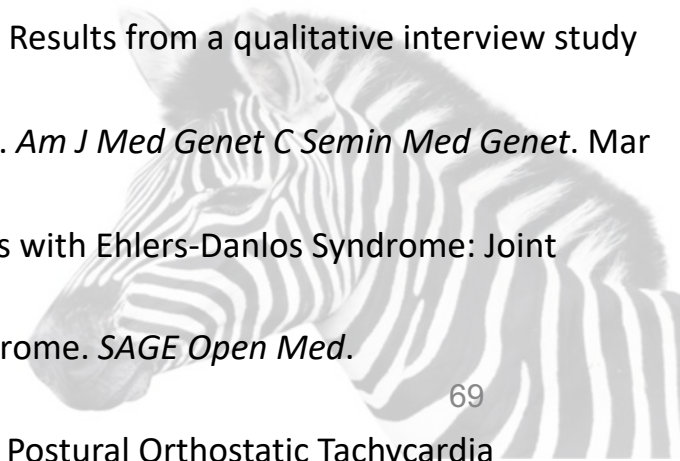 Results from a qualitative interview study
. Am J Med Genet C Semin Med Genet. Mar
s with Ehlers-Danlos Syndrome: Joint
rome. SAGE Open Med.
69
Postural Orthostatic Tachycardia